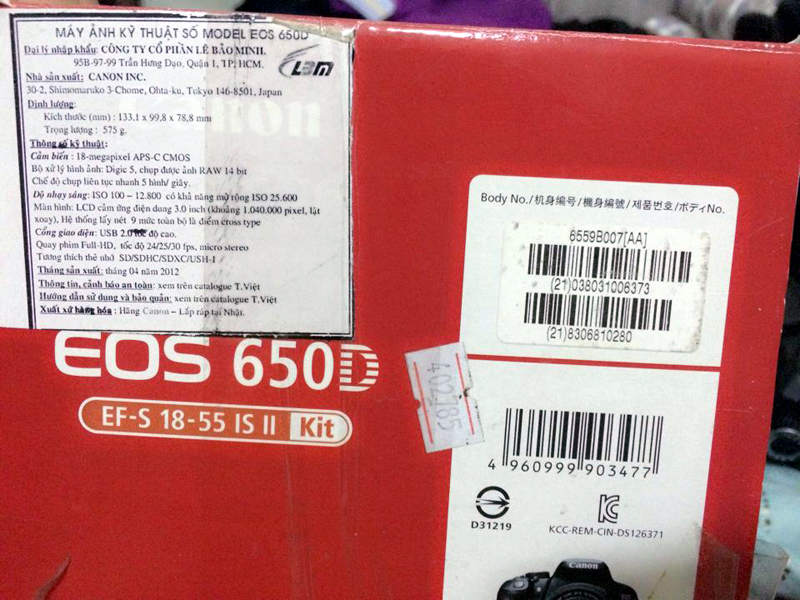 MÁY ẢNH KỸ THUẬT SỐ MODEL EOS 650D
Đại lý nhập khẩu: CÔNG TY CỔ PHẦN LÊ BẢO MINH.
95B-97-99 Trần Hưng Đạo, Quận 1, TP. HCM.
LBM
Nhà sản xuất: CANON INC.
30-2, Shimomaruko 3-Chome, Ohta-ku, Tokyo 146-8501, Japan
Định lượng:
Kích thước (mm) : 133,1 x 99,8 x 78,8 mm
Trọng lượng : 575 g.
Thông số kỹ thuật:
Cảm biến : 18-megapixel APS-C CMOS
Bộ xử lý hình ảnh: Digic 5, chụp được ảnh RAW 14 bit
Chế độ chụp liên tục nhanh 5 hình/ giây.
Độ nhạy sáng: ISO 100 – 12.800 có khả năng mở rộng ISO 25.600
Màn hình: LCD cảm ứng điện dung 3.0 inch (khoảng 1.040.000 pixel, lật
xoay), Hệ thống lấy nét 9 mức toàn bộ là điểm cross type
Cổng giao diện: USB 2.0 tốc độ cao.
Quay phim Full-HD, tốc độ 24/25/30 fps, micro stereo
Tương thích thẻ nhớ SD/SDHC/SDXC/USH-I
Tháng sản xuất: tháng 04 năm 2012
Thông tin, cảnh báo an toàn: xem trên catalogue T.Việt
Hướng dẫn sử dụng và bảo quản: xem trên catalogue T.Việt
Xuất xứ hàng hóa : Hãng Canon – Lắp ráp tại Nhật.
EOS 650D
EF-S 18-55 IS II Kit
402785
Body No./机身编号/機身編號/제품번호/ボディNo.
6559B007[AA]
(21)038031006373
(21)8306810280
4 960999 903477
D31219
KCC-REM-CIN-DS126371
Canon